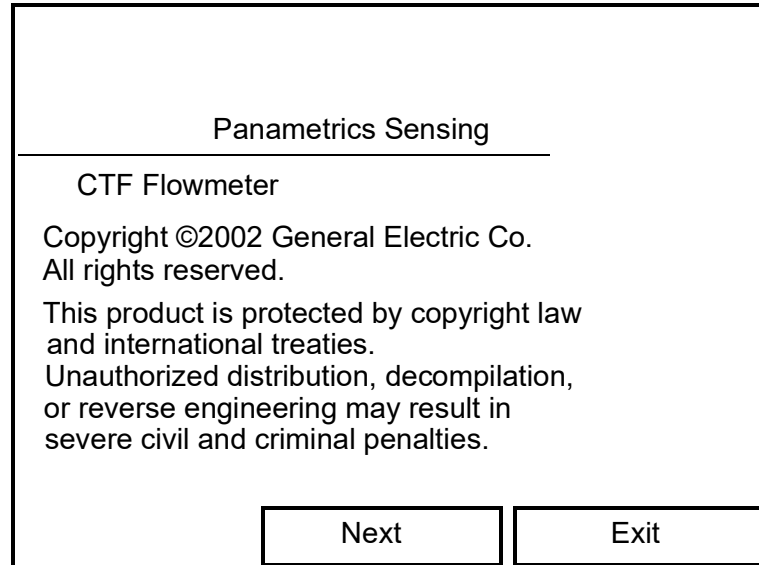 Panametrics Sensing
CTF Flowmeter
Copyright ©2002 General Electric Co.
All rights reserved.
This product is protected by copyright law
and international treaties.
Unauthorized distribution, decompilation,
or reverse engineering may result in
severe civil and criminal penalties.
Next Exit